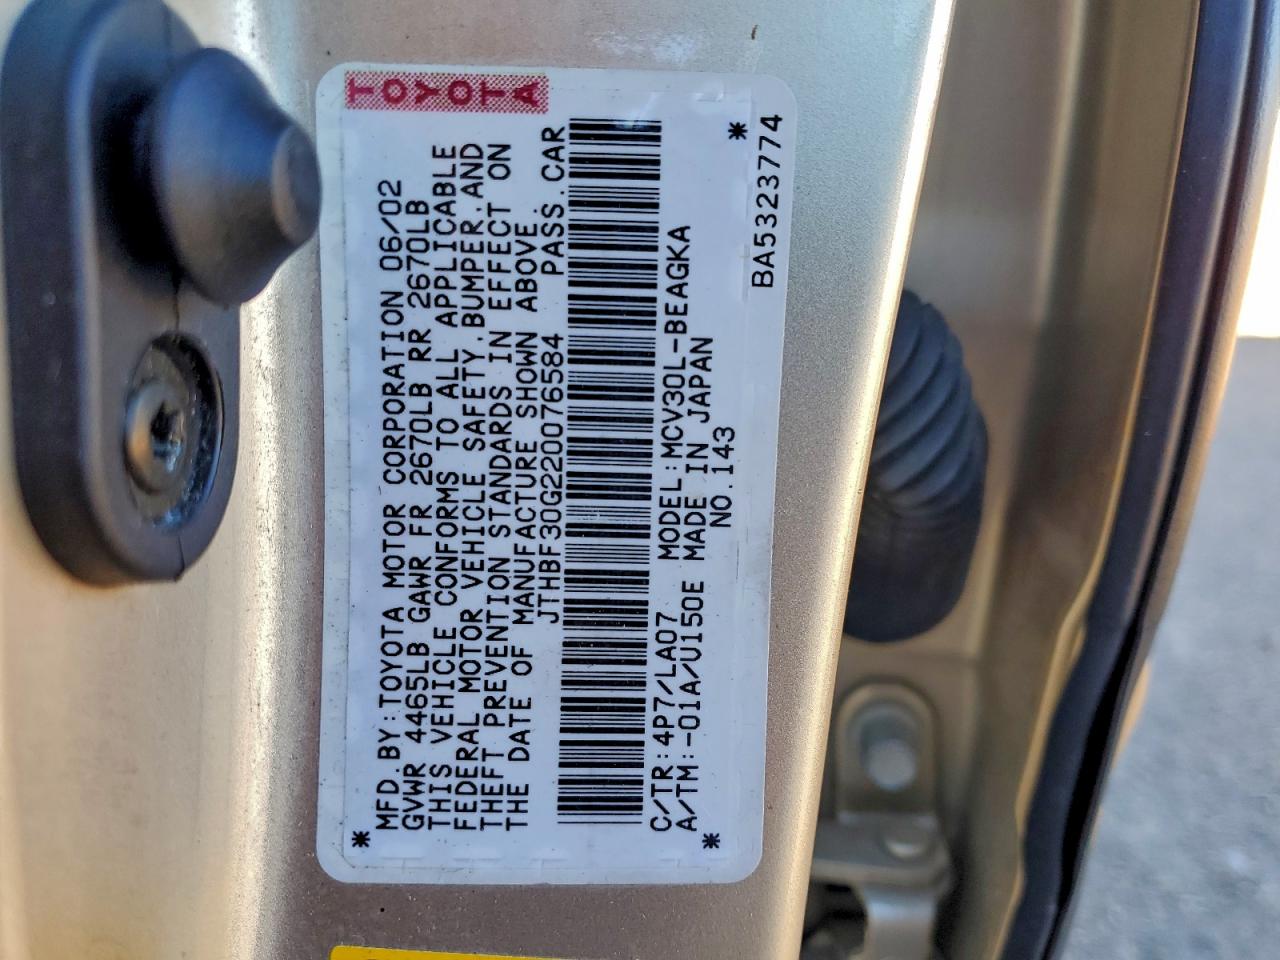 TOYOTA
MFD.BY:TOYOTA MOTOR CORPORATION 06/02
GVWR 4465LB GAWR FR 2670LB RR 2670LB
THIS VEHICLE CONFORMS TO ALL APPLICABLE
FEDERAL MOTOR VEHICLE SAFETY,BUMPER,AND
THEFT PREVENTION STANDARDS IN EFFECT ON
THE DATE OF MANUFACTURE SHOWN ABOVE.
JTHBF30G220076584 PASS.CAR
C/TR:4P7/LA07 MODEL:MCV30L-BEAGKA
A/TM:-01A/U150E MADE IN JAPAN
NO.143
BA5323774